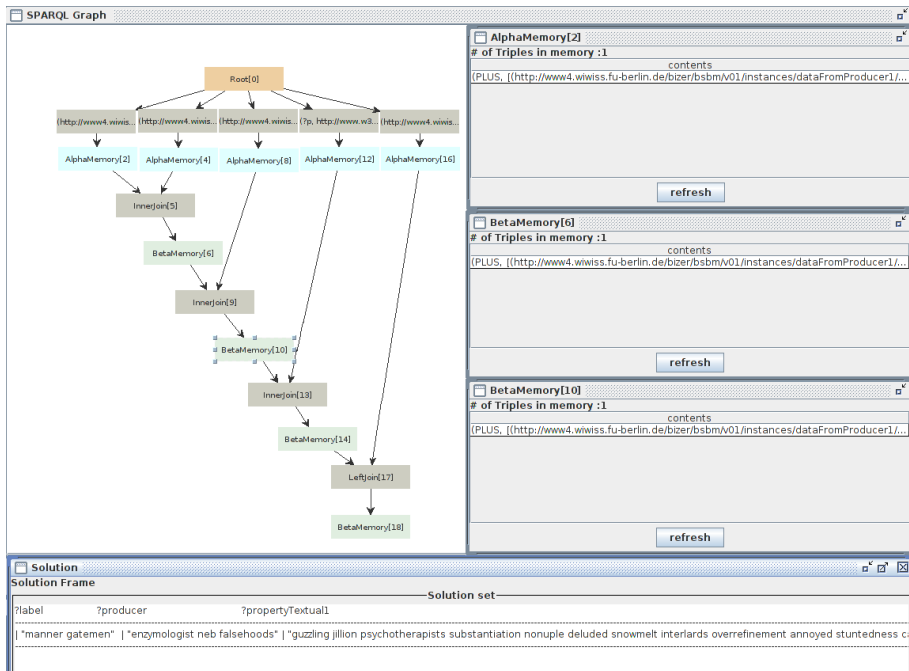 SPARQL Graph
Root[0]
(http://www4.wiwis... (http://www4.wiwis... (http://www4.wiwis... (?p, http://www.w3... (http://www4.wiwis...
AlphaMemory[2] AlphaMemory[4] AlphaMemory[8] AlphaMemory[12] AlphaMemory[16]
InnerJoin[5]
BetaMemory[6]
InnerJoin[9]
BetaMemory[10]
InnerJoin[13]
BetaMemory[14]
LeftJoin[17]
BetaMemory[18]
AlphaMemory[2]
# of Triples in memory :1
contents
(PLUS, [(http://www4.wiwiss.fu-berlin.de/bizer/bsbm/v01/instances/dataFromProducer1/...
refresh
BetaMemory[6]
# of Triples in memory :1
contents
(PLUS, [(http://www4.wiwiss.fu-berlin.de/bizer/bsbm/v01/instances/dataFromProducer1/...
refresh
BetaMemory[10]
# of Triples in memory :1
contents
(PLUS, [(http://www4.wiwiss.fu-berlin.de/bizer/bsbm/v01/instances/dataFromProducer1/...
refresh
Solution
Solution Frame
Solution set
?label ?producer ?propertyTextual1
| "manner gatemen" | "enzymologist neb falsehoods" | "guzzling jillion psychotherapists substantiation nonuple deluded snowmelt interlards overrefinement annoyed stuntedness